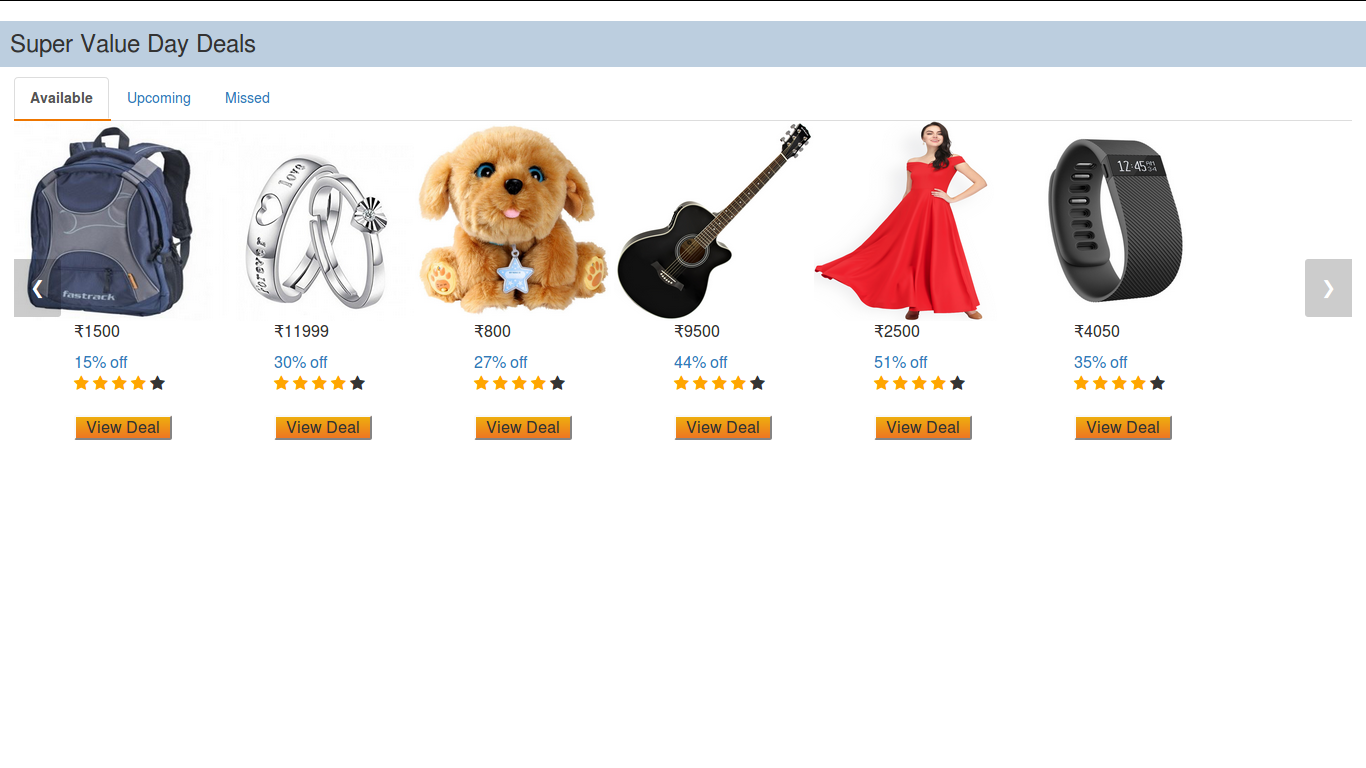 Super Value Day Deals
Available Upcoming Missed
fastrack
Love
forever
12:45 PM
₹1500 ₹11999 ₹800 ₹9500 ₹2500 ₹4050
15% off 30% off 27% off 44% off 51% off 35% off
View Deal View Deal View Deal View Deal View Deal View Deal